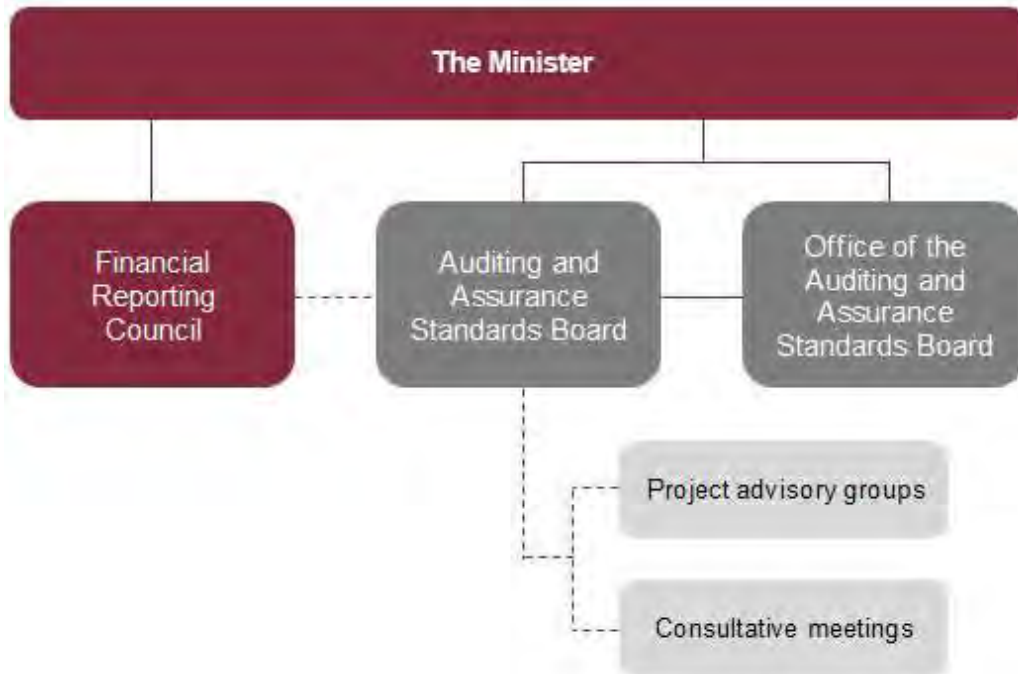 The Minister
Financial
Reporting
Council
Auditing and
Assurance
Standards Board
Office of the
Auditing and
Assurance
Standards Board
Project advisory groups
Consultative meetings